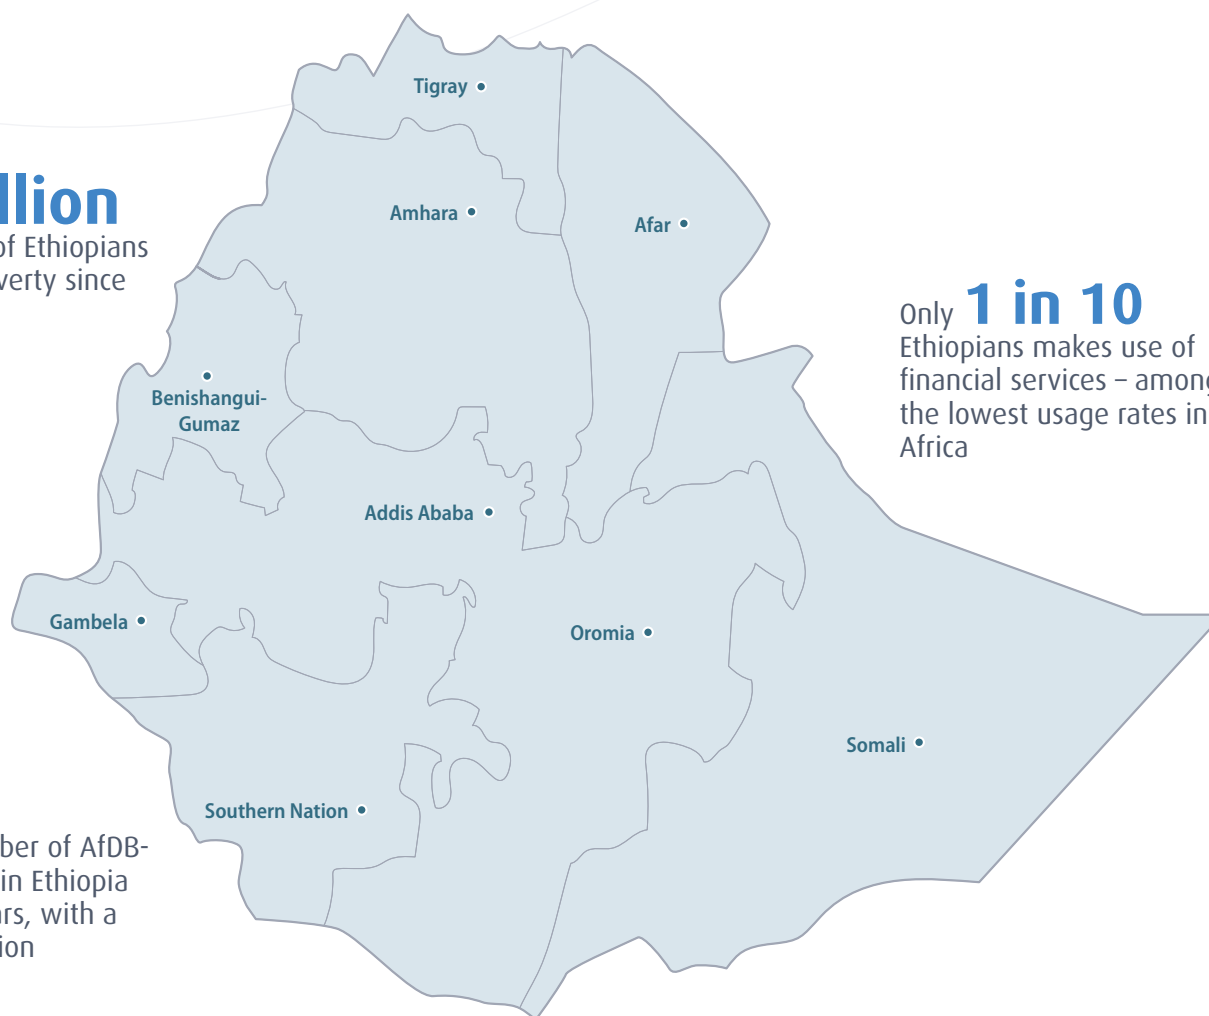 Tigray
llion
of Ethiopians
verty since
Amhara
Afar
Only 1 in 10
Ethiopians makes use of
financial services – among
the lowest usage rates in
Africa
Benishangui-
Gumaz
Addis Ababa
Gambela
Oromia
Somali
Southern Nation
ber of AfDB-
in Ethiopia
ars, with a
ion